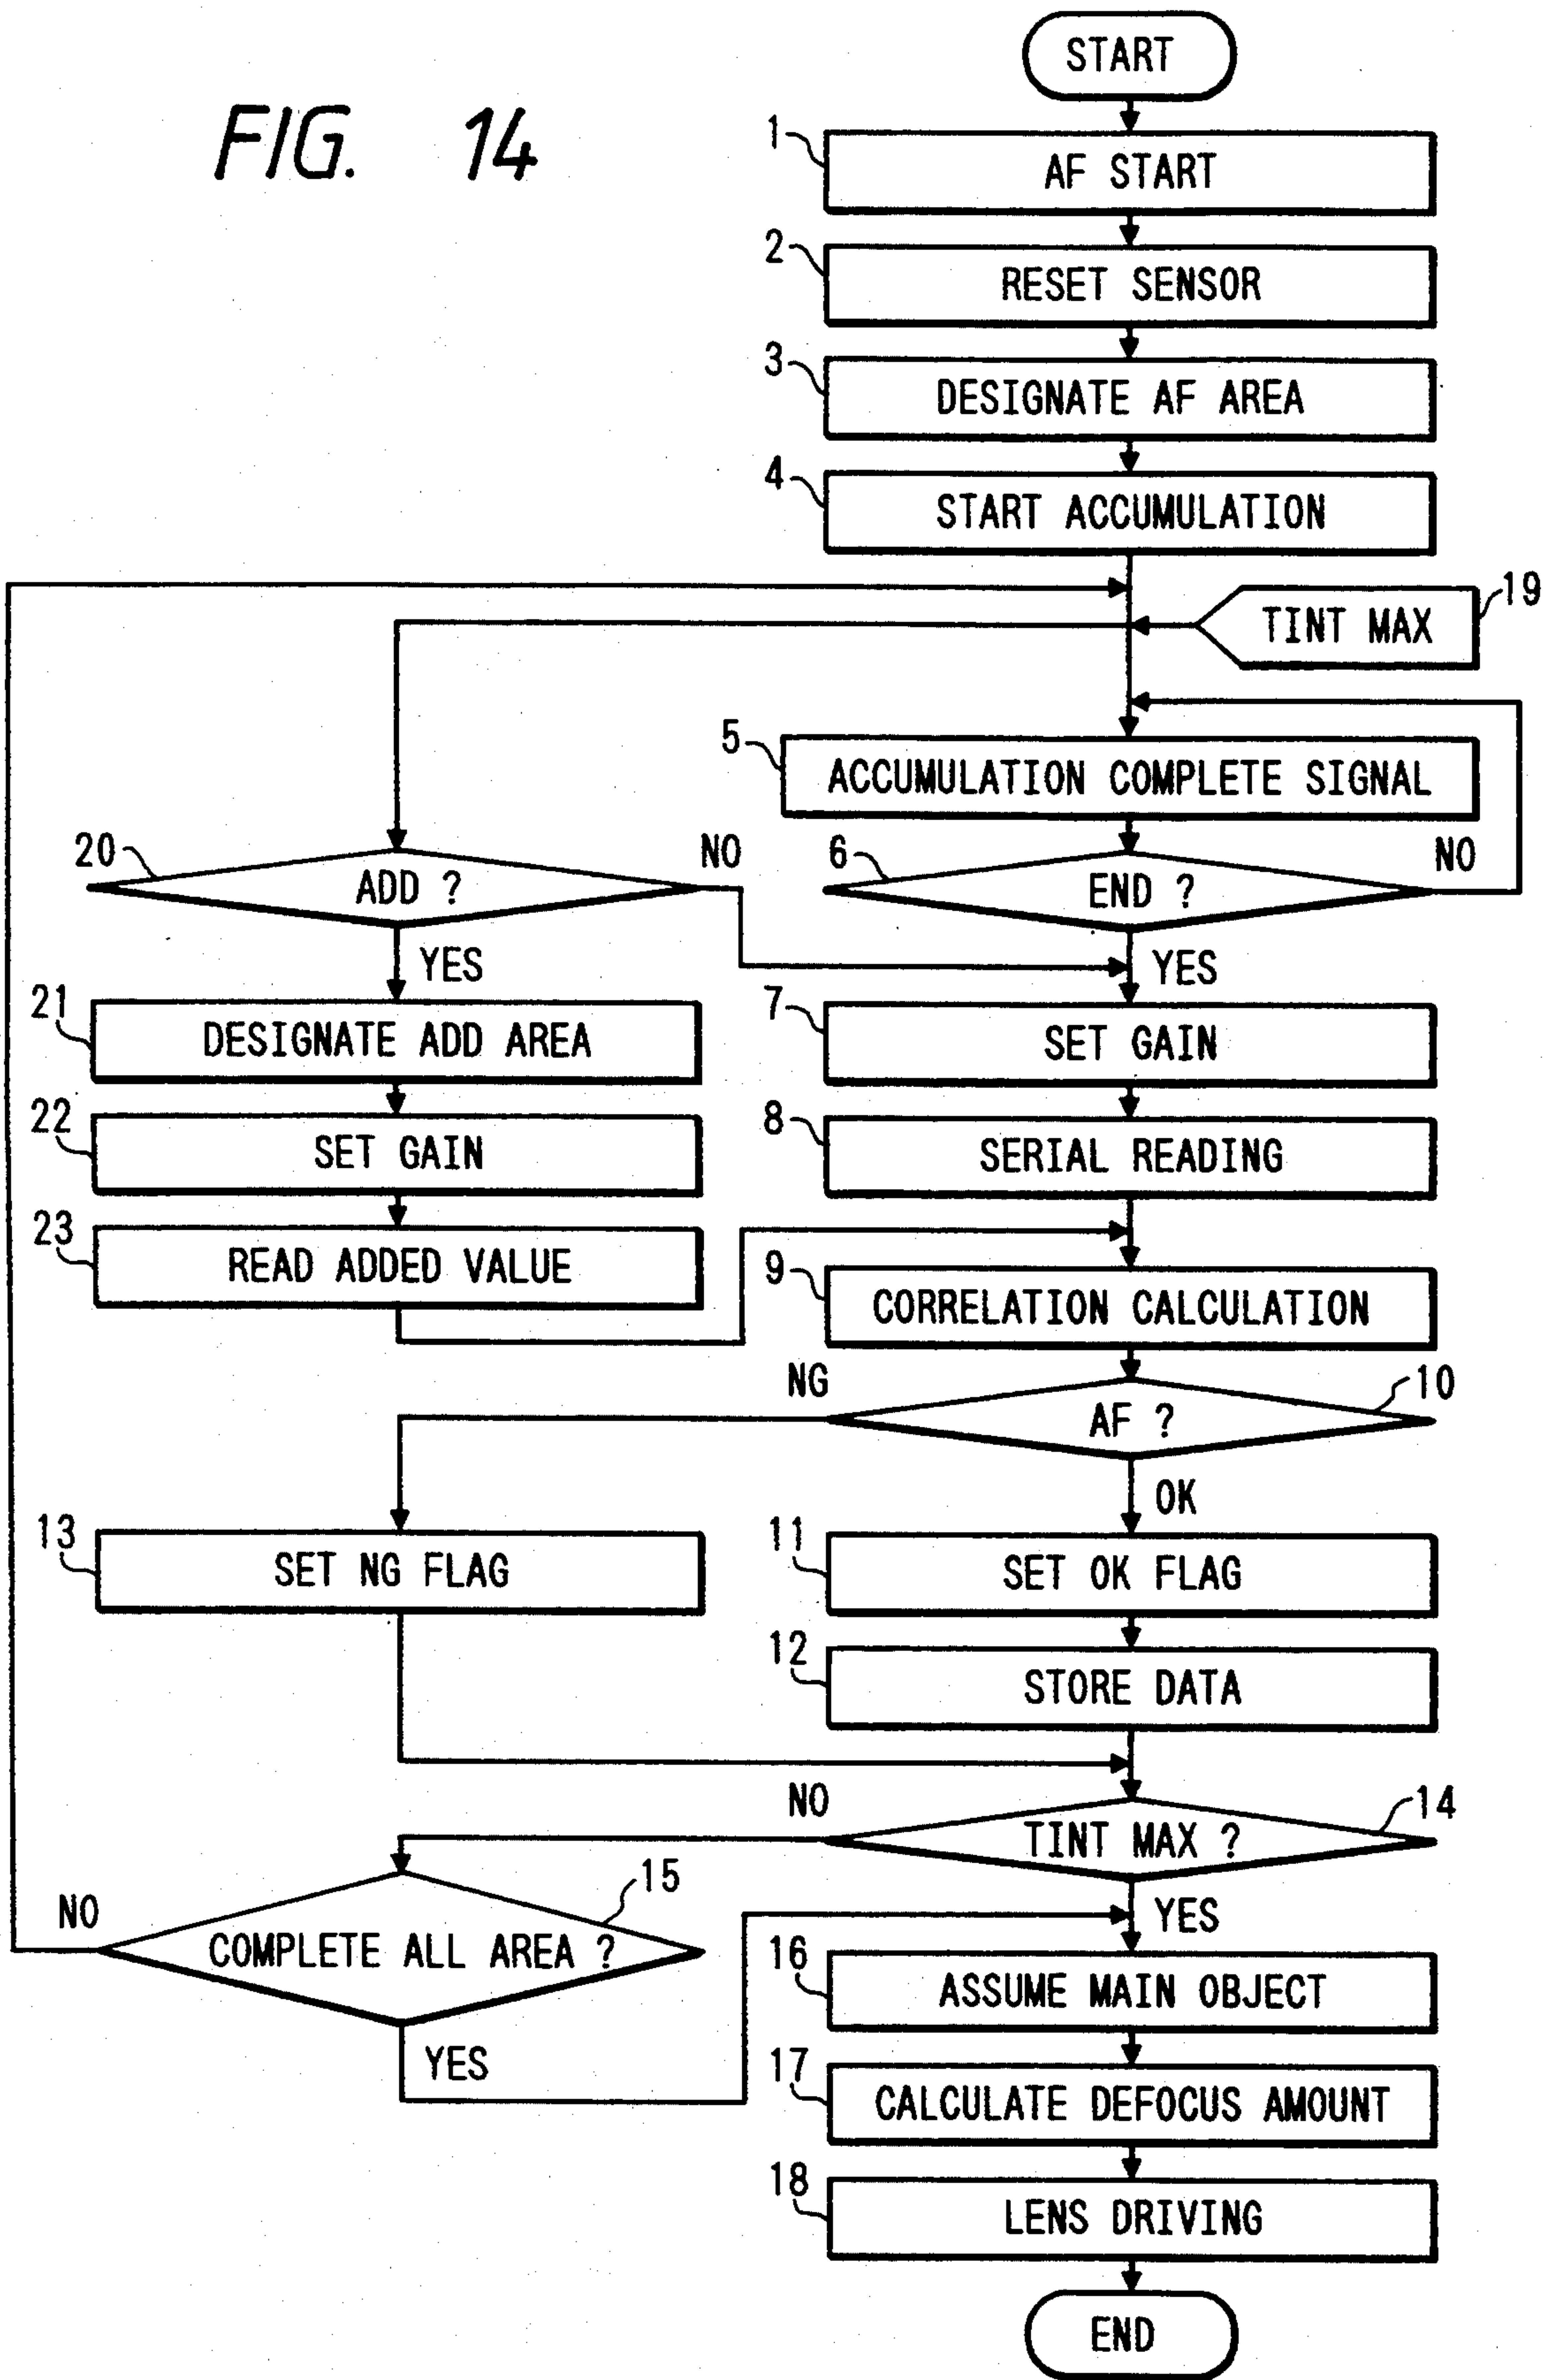 FIG. 14
START
1
AF START
2
RESET SENSOR
3
DESIGNATE AF AREA
4
START ACCUMULATION
19
TINT MAX
5
ACCUMULATION COMPLETE SIGNAL
20
ADD ?
NO
6
END ?
NO
YES
YES
21
DESIGNATE ADD AREA
7
SET GAIN
22
SET GAIN
8
SERIAL READING
23
READ ADDED VALUE
9
CORRELATION CALCULATION
NG
10
AF ?
OK
13
SET NG FLAG
11
SET OK FLAG
12
STORE DATA
NO
14
TINT MAX ?
YES
NO
15
COMPLETE ALL AREA ?
YES
16
ASSUME MAIN OBJECT
17
CALCULATE DEFOCUS AMOUNT
18
LENS DRIVING
END